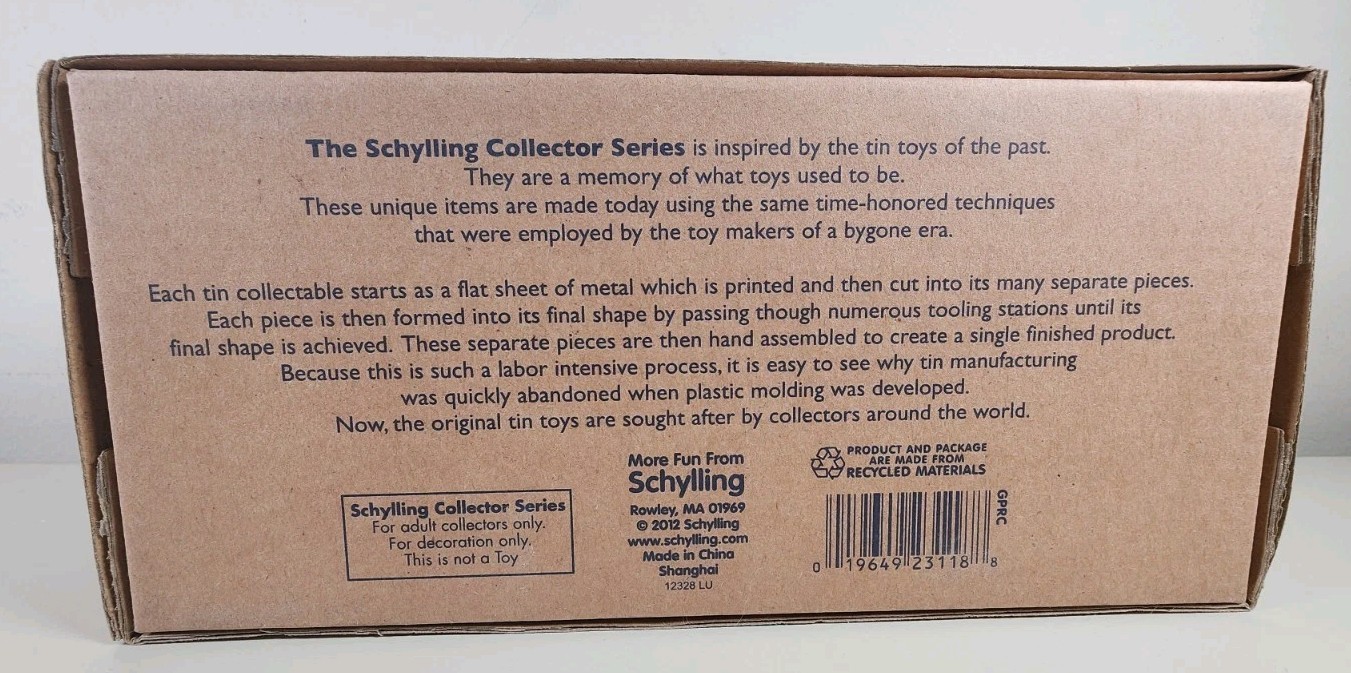 The Schylling Collector Series is inspired by the tin toys of the past.
They are a memory of what toys used to be.
These unique items are made today using the same time-honored techniques
that were employed by the toy makers of a bygone era.
Each tin collectable starts as a flat sheet of metal which is printed and then cut into its many separate pieces.
Each piece is then formed into its final shape by passing though numerous tooling stations until its
final shape is achieved. These separate pieces are then hand assembled to create a single finished product.
Because this is such a labor intensive process, it is easy to see why tin manufacturing
was quickly abandoned when plastic molding was developed.
Now, the original tin toys are sought after by collectors around the world.
Schylling Collector Series
For adult collectors only.
For decoration only.
This is not a Toy
More Fun From
Schylling
Rowley, MA 01969
© 2012 Schylling
www.schylling.com
Made in China
Shanghai
12328 LU
PRODUCT AND PACKAGE
ARE MADE FROM
RECYCLED MATERIALS
GPRC
0 19649 23118 8